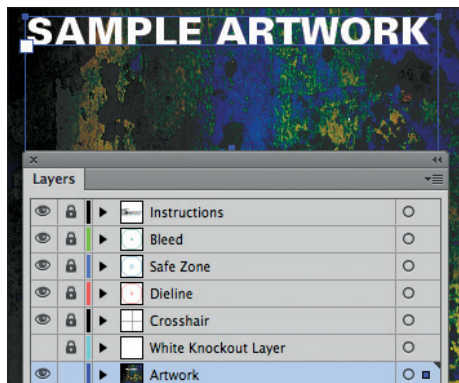 SAMPLE ARTWORK
Layers
Instructions
Bleed
Safe Zone
Dieline
Crosshair
White Knockout Layer
Artwork